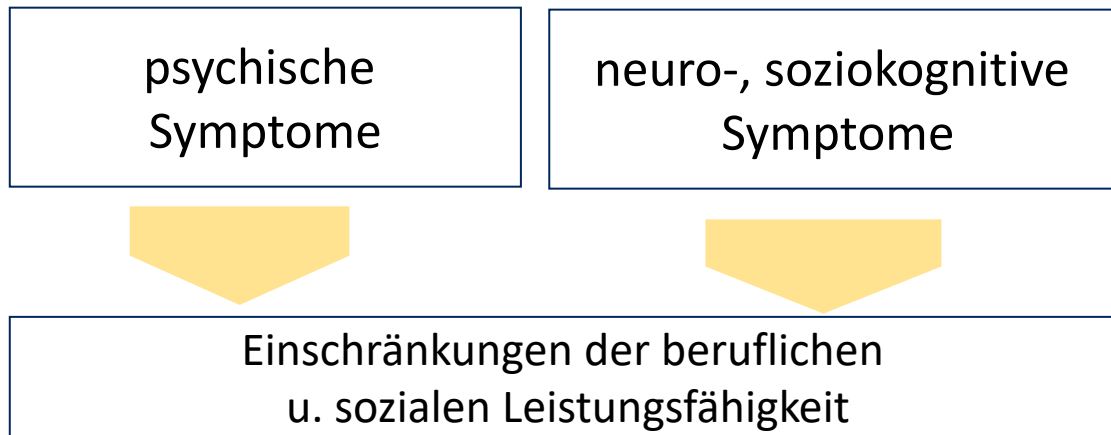 psychische
Symptome
neuro-, soziokognitive
Symptome
Einschränkungen der beruflichen
u. sozialen Leistungsfähigkeit